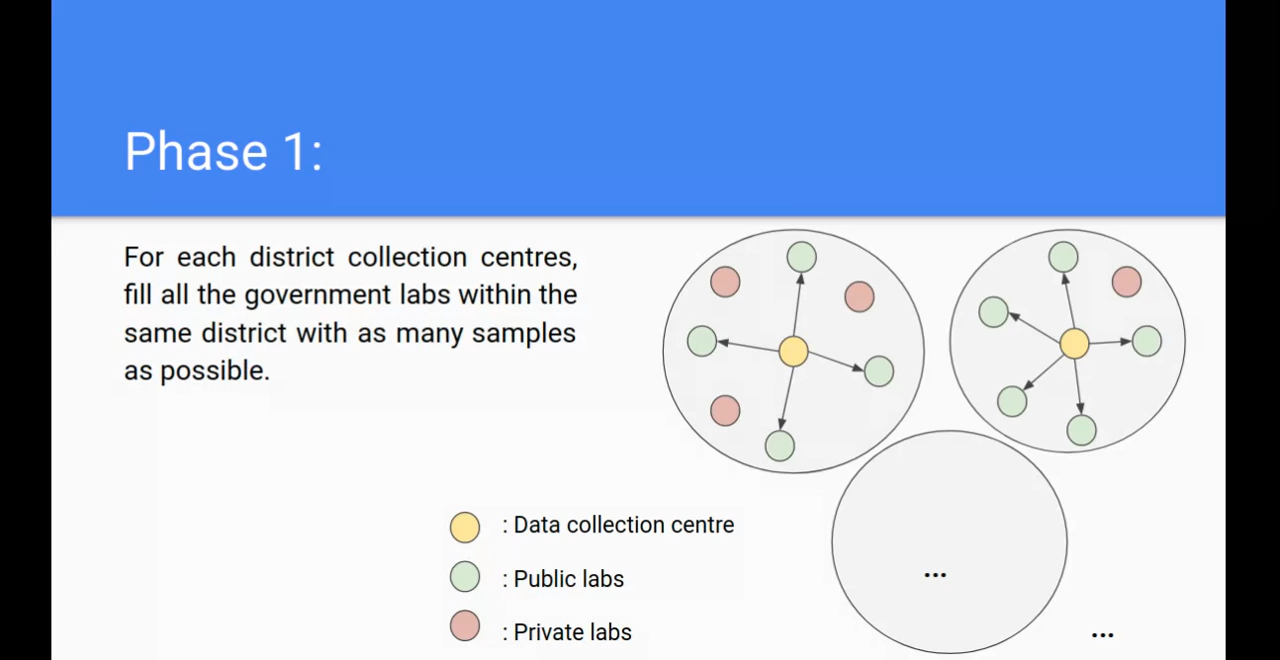 Phase 1:
For each district collection centres,
fill all the government labs within the
same district with as many samples
as possible.
: Data collection centre
: Public labs
: Private labs
...
...